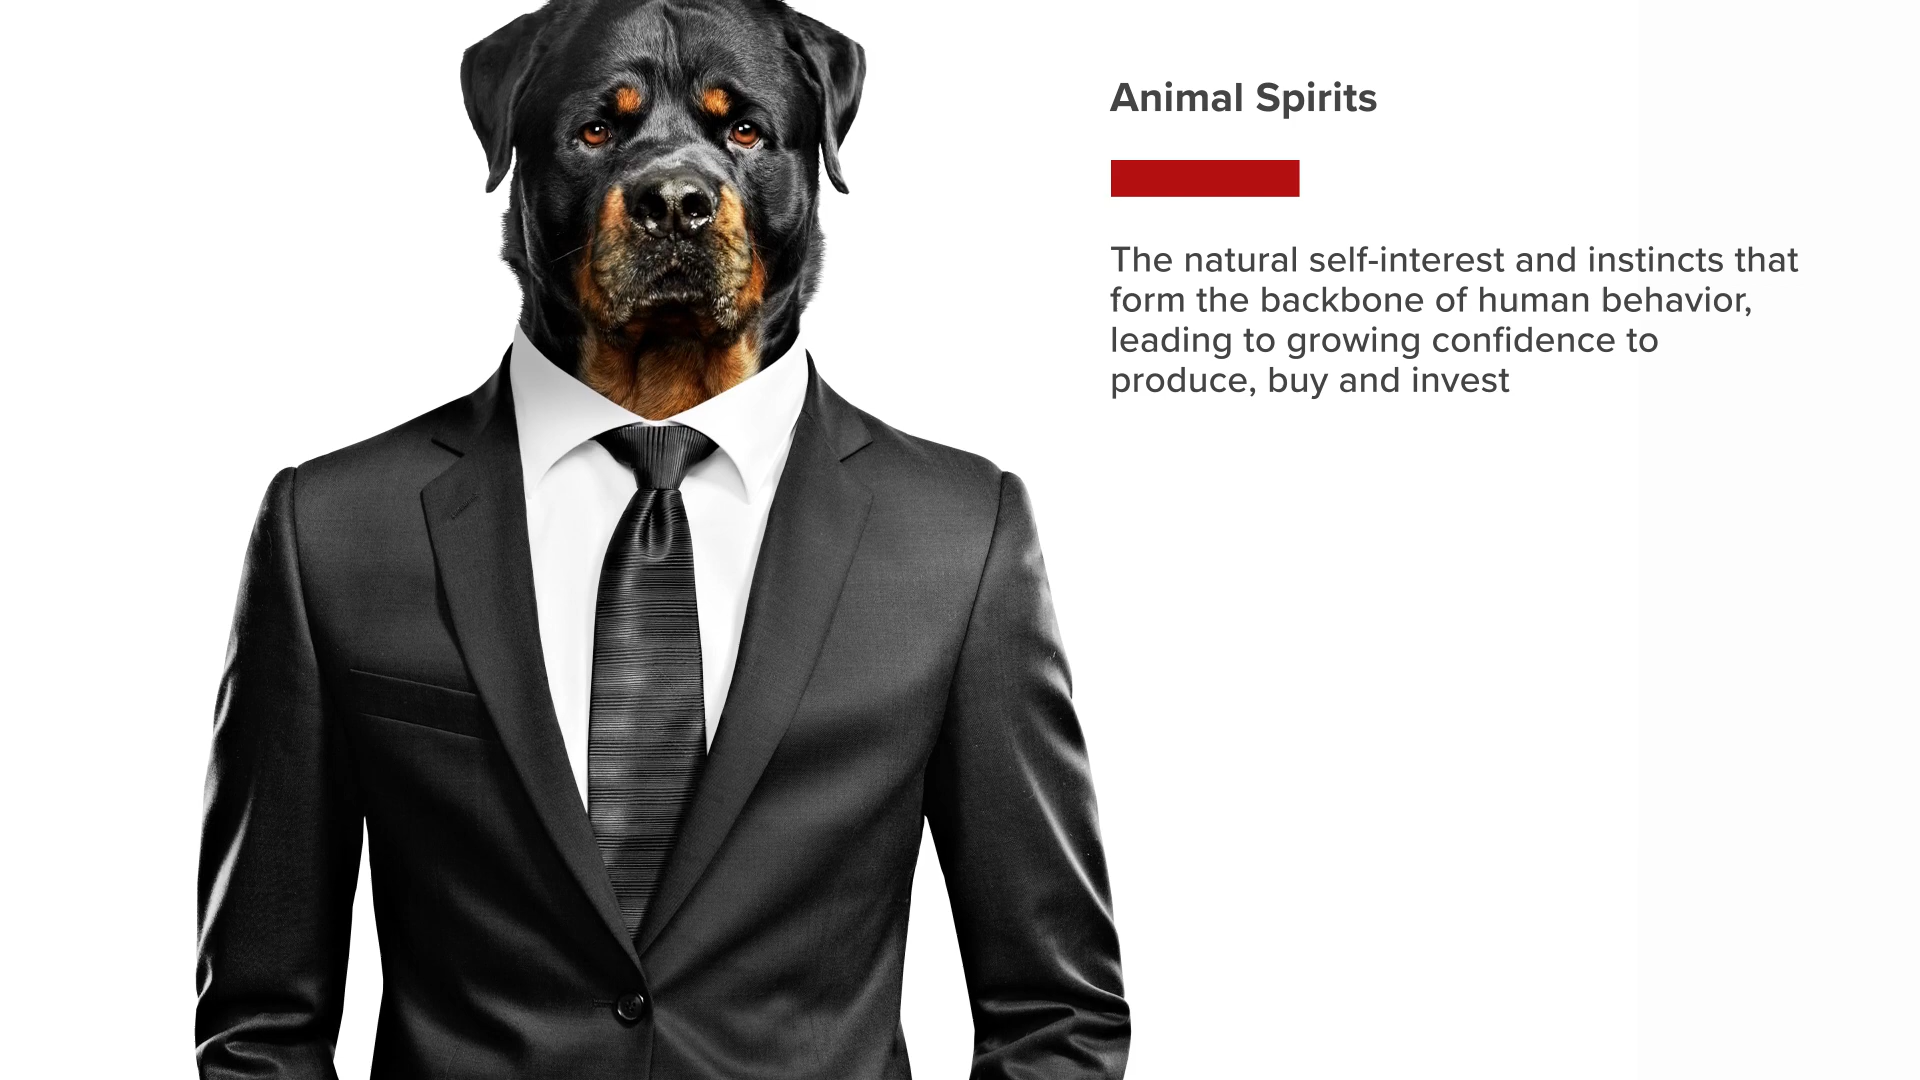 Animal Spirits
The natural self-interest and instincts that
form the backbone of human behavior,
leading to growing confidence to
produce, buy and invest